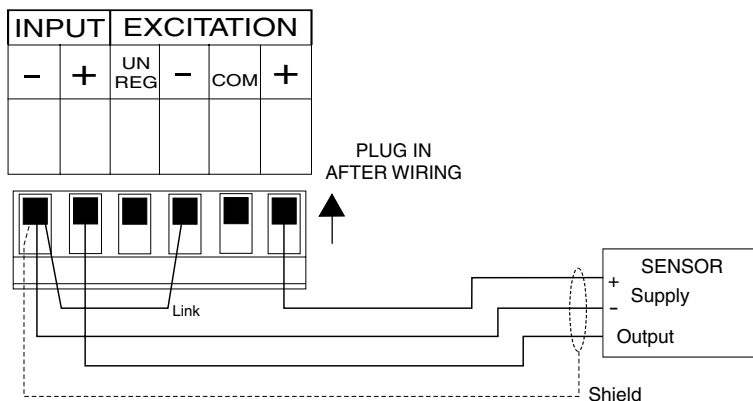 INPUT EXCITATION
- + UN REG - COM +
PLUG IN
AFTER WIRING
SENSOR
+ Supply
-
Output
Link
Shield